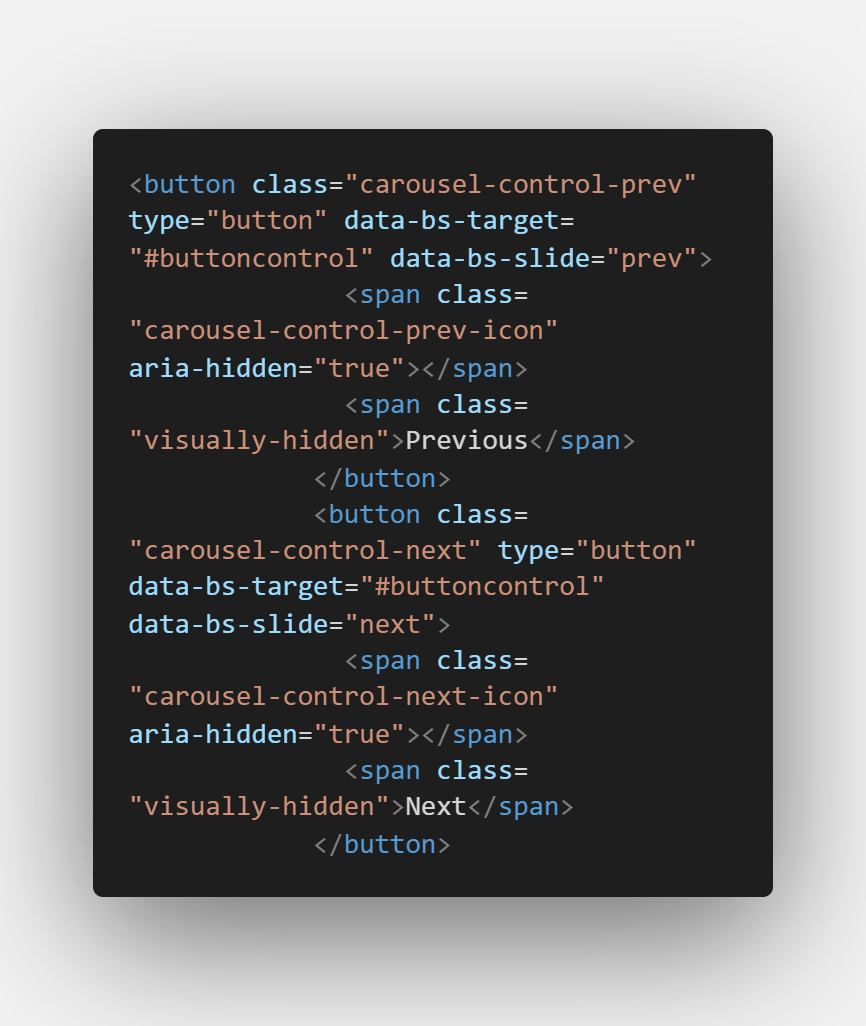 <button class="carousel-control-prev"
type="button" data-bs-target=
"#buttoncontrol" data-bs-slide="prev">
<span class=
"carousel-control-prev-icon"
aria-hidden="true"></span>
<span class=
"visually-hidden">Previous</span>
</button>
<button class=
"carousel-control-next" type="button"
data-bs-target="#buttoncontrol"
data-bs-slide="next">
<span class=
"carousel-control-next-icon"
aria-hidden="true"></span>
<span class=
"visually-hidden">Next</span>
</button>